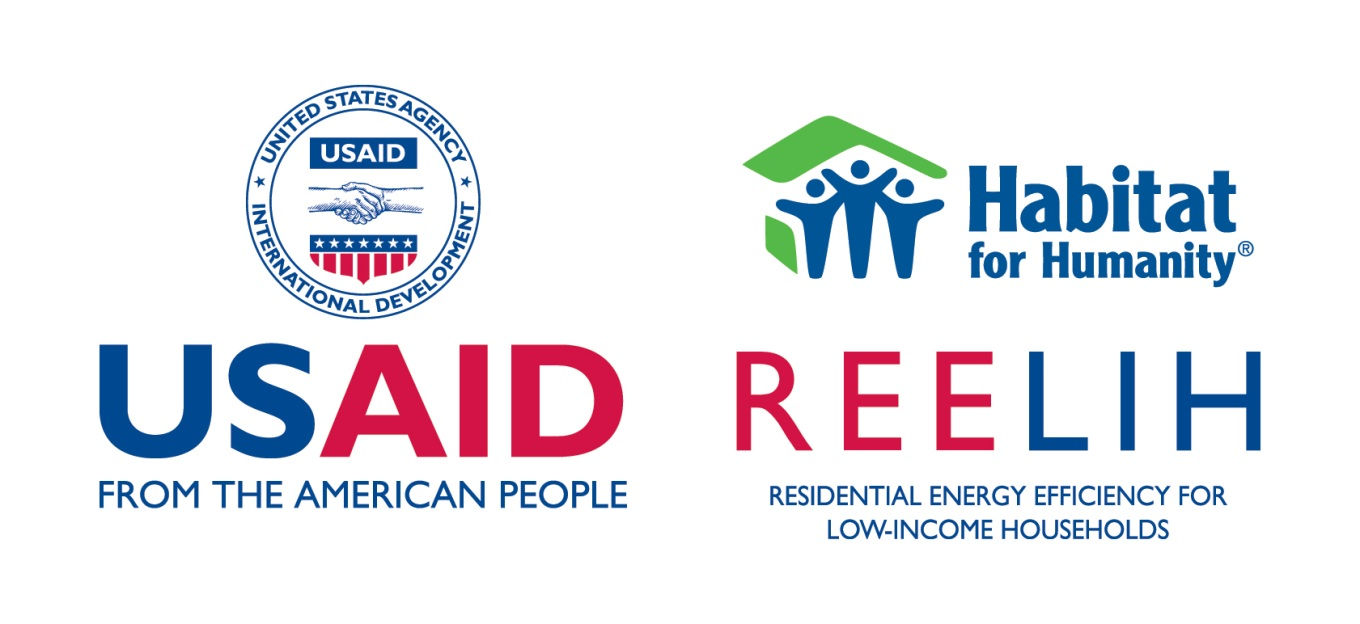 UNITED STATES AGENCY
USAID
INTERNATIONAL DEVELOPMENT
USAID
FROM THE AMERICAN PEOPLE
Habitat
for Humanity®
REELIH
RESIDENTIAL ENERGY EFFICIENCY FOR
LOW-INCOME HOUSEHOLDS